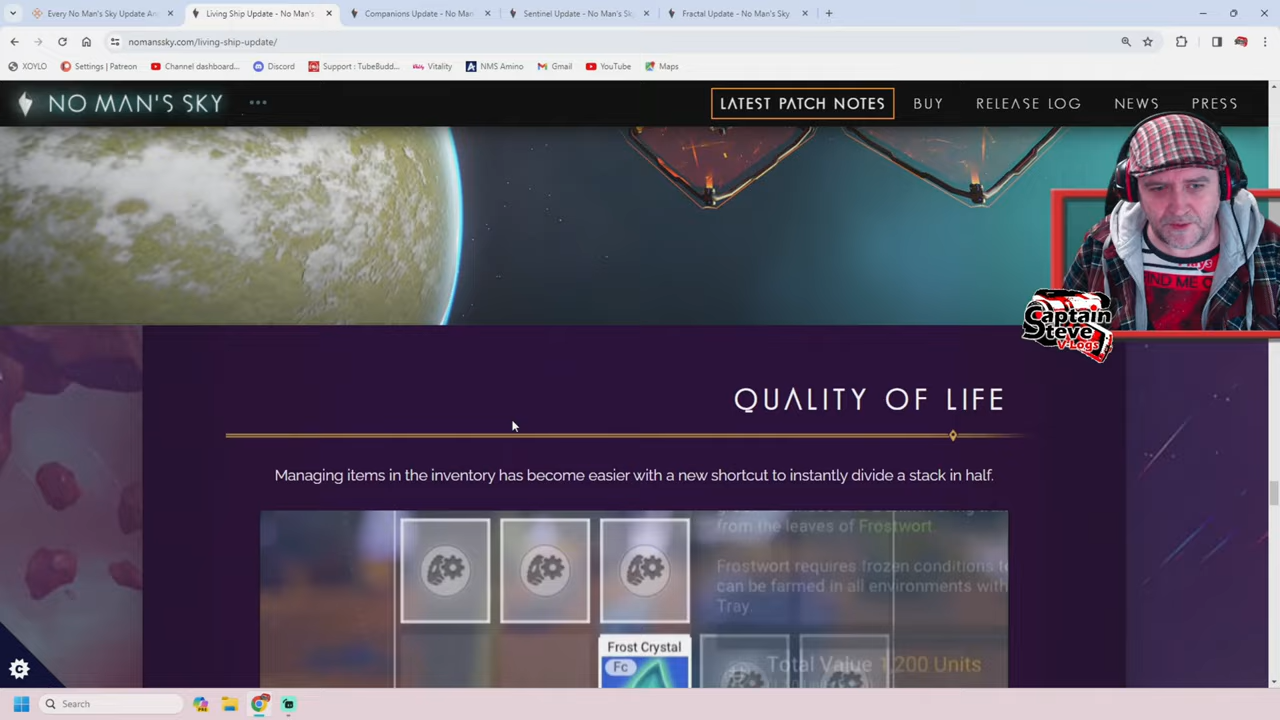 Every No Man's Sky Update An
Living Ship Update - No Man's
Companions Update - No Man
Sentinel Update - No Man's Sk
Fractal Update - No Man's Sky
nomanssky.com/living-ship-update/
XOYLO
Settings | Patreon
Channel dashboard...
Discord
Support : TubeBudd...
Vitality
NMS Amino
Gmail
YouTube
Maps
NO MAN'S SKY
LATEST PATCH NOTES
BUY
RELEASE LOG
NEWS
PRESS
Captain
Steve
V-Logs
QUALITY OF LIFE
Managing items in the inventory has become easier with a new shortcut to instantly divide a stack in half.
from the leaves of Frostwort.
Frostwort requires frozen conditions to
can be farmed in all environments with
Tray.
Frost Crystal
Fc
Total Value 1200 Units
Search